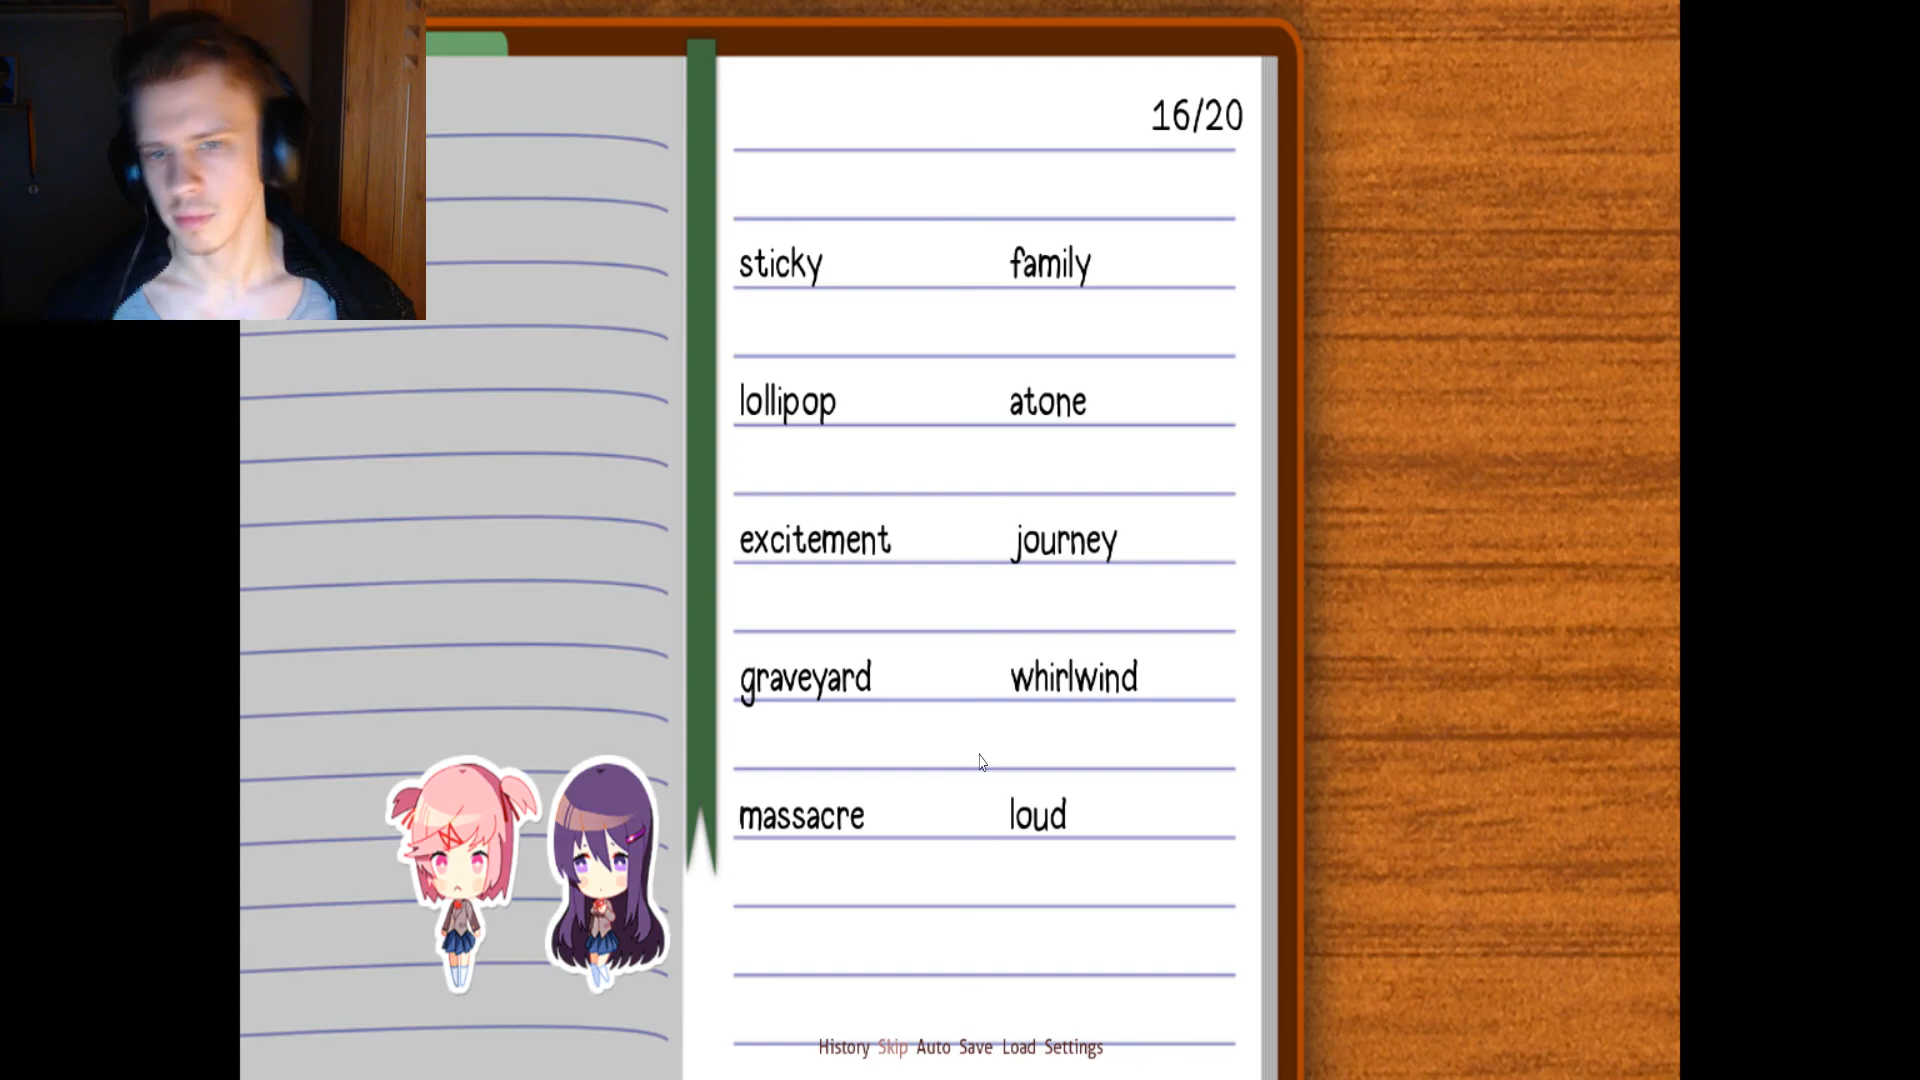 16/20
sticky family
lollipop atone
excitement journey
graveyard whirlwind
massacre loud
History Skip Auto Save Load Settings